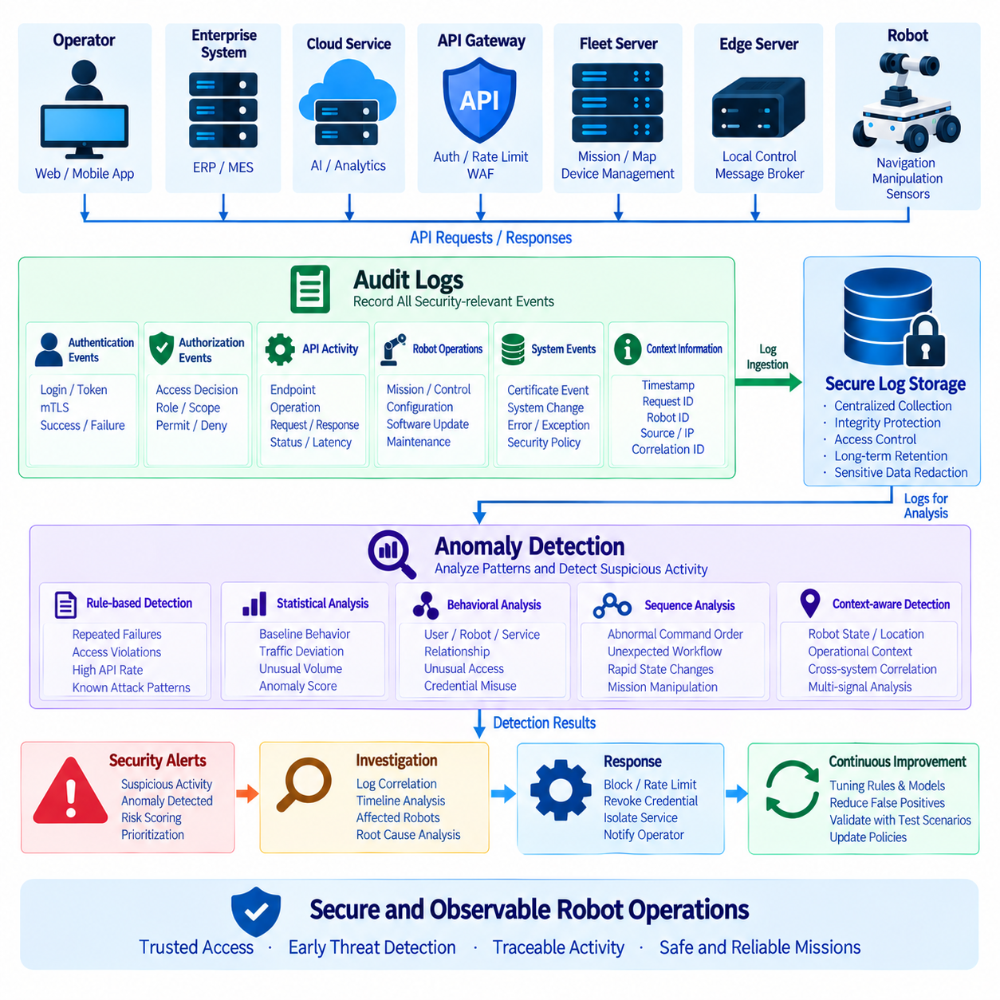 Operator
Web / Mobile App
Enterprise
System
ERP / MES
Cloud Service
AI / Analytics
API Gateway
API
Auth / Rate Limit
WAF
Fleet Server
Mission / Map
Device Management
Edge Server
Local Control
Message Broker
Robot
Navigation
Manipulation
Sensors
API Requests / Responses
Audit Logs
Record All Security-relevant Events
Authentication
Events
Login / Token
mTLS
Success / Failure
Authorization
Events
Access Decision
Role / Scope
Permit / Deny
API Activity
Endpoint
Operation
Request / Response
Status / Latency
Robot Operations
Mission / Control
Configuration
Software Update
Maintenance
System Events
Certificate Event
System Change
Error / Exception
Security Policy
Context Information
Timestamp
Request ID
Robot ID
Source / IP
Correlation ID
Log
Ingestion
Secure Log Storage
· Centralized Collection
· Integrity Protection
· Access Control
· Long-term Retention
· Sensitive Data Redaction
Logs for
Analysis
Anomaly Detection
Analyze Patterns and Detect Suspicious Activity
Rule-based Detection
Repeated Failures
Access Violations
High API Rate
Known Attack Patterns
Statistical Analysis
Baseline Behavior
Traffic Deviation
Unusual Volume
Anomaly Score
Behavioral Analysis
User / Robot / Service
Relationship
Unusual Access
Credential Misuse
Sequence Analysis
Abnormal Command Order
Unexpected Workflow
Rapid State Changes
Mission Manipulation
Context-aware Detection
Robot State / Location
Operational Context
Cross-system Correlation
Multi-signal Analysis
Detection Results
Security Alerts
Suspicious Activity
Anomaly Detected
Risk Scoring
Prioritization
Investigation
Log Correlation
Timeline Analysis
Affected Robots
Root Cause Analysis
Response
Block / Rate Limit
Revoke Credential
Isolate Service
Notify Operator
Continuous Improvement
Tuning Rules & Models
Reduce False Positives
Validate with Test Scenarios
Update Policies
Secure and Observable Robot Operations
Trusted Access · Early Threat Detection · Traceable Activity · Safe and Reliable Missions